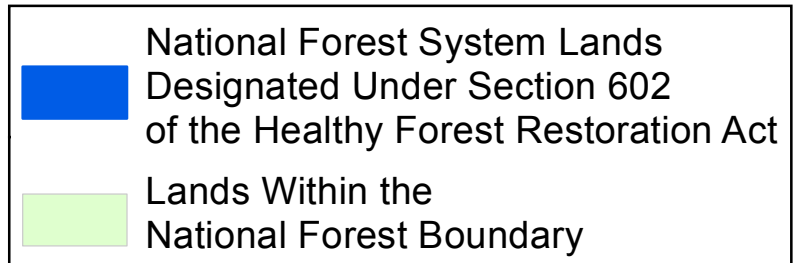 National Forest System Lands
Designated Under Section 602
of the Healthy Forest Restoration Act
Lands Within the
National Forest Boundary